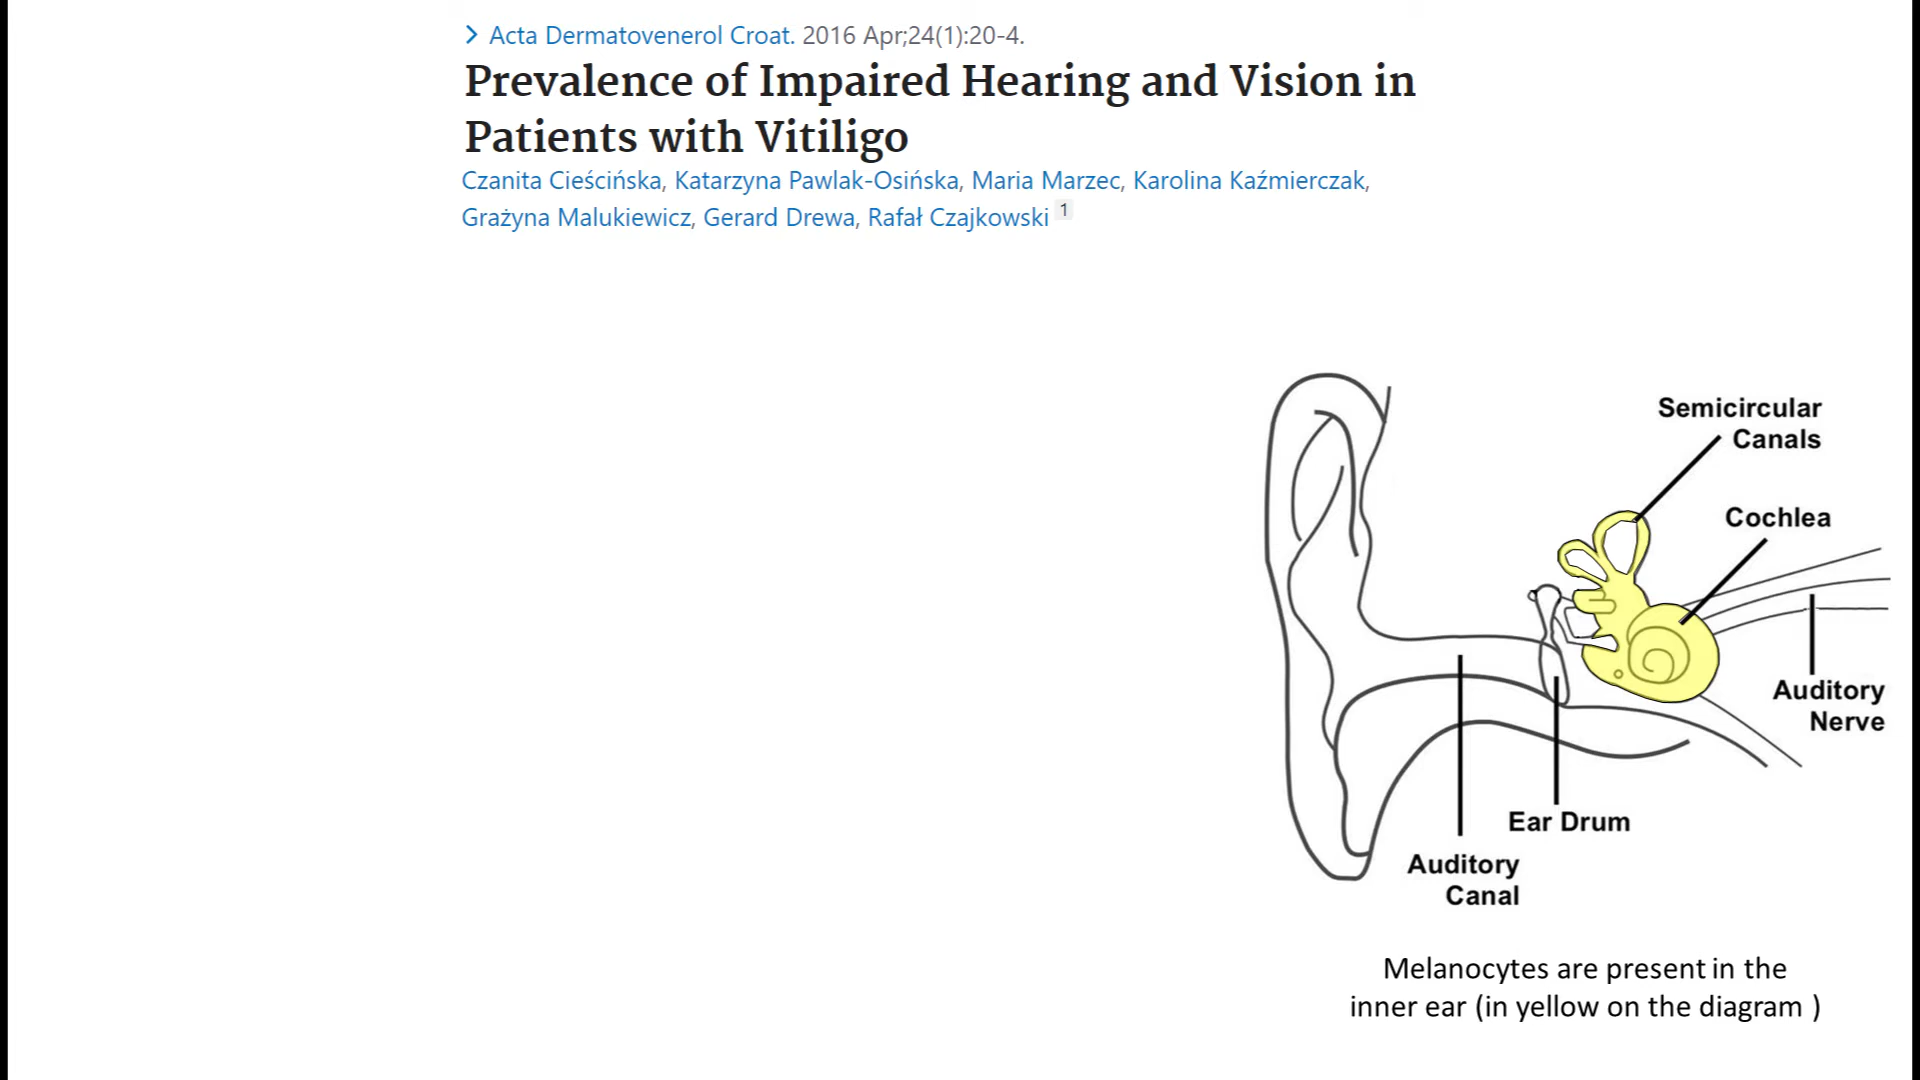 Acta Dermatovenerol Croat. 2016 Apr;24(1):20-4.
Prevalence of Impaired Hearing and Vision in
Patients with Vitiligo
Czanita Cieścińska, Katarzyna Pawlak-Osińska, Maria Marzec, Karolina Kaźmierczak,
Grażyna Malukiewicz, Gerard Drewa, Rafał Czajkowski 1
Semicircular
Canals
Cochlea
Auditory
Nerve
Ear Drum
Auditory
Canal
Melanocytes are present in the
inner ear (in yellow on the diagram )